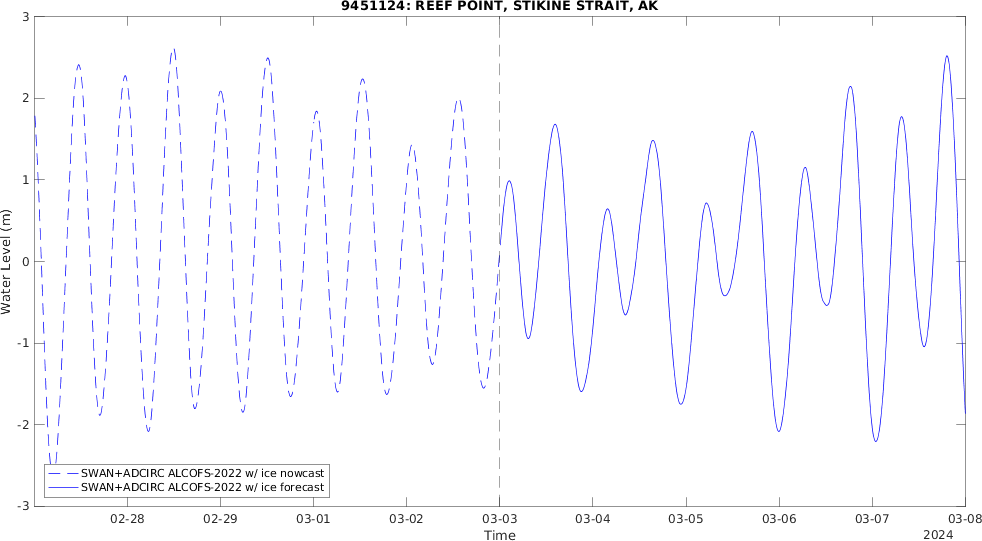 9451124: REEF POINT, STIKINE STRAIT, AK
Water Level (m)
3
2
1
0
-1
-2
-3
SWAN+ADCIRC ALCOFS-2022 w/ ice nowcast
SWAN+ADCIRC ALCOFS-2022 w/ ice forecast
02-28 02-29 03-01 03-02 03-03 03-04 03-05 03-06 03-07 03-08
Time
2024